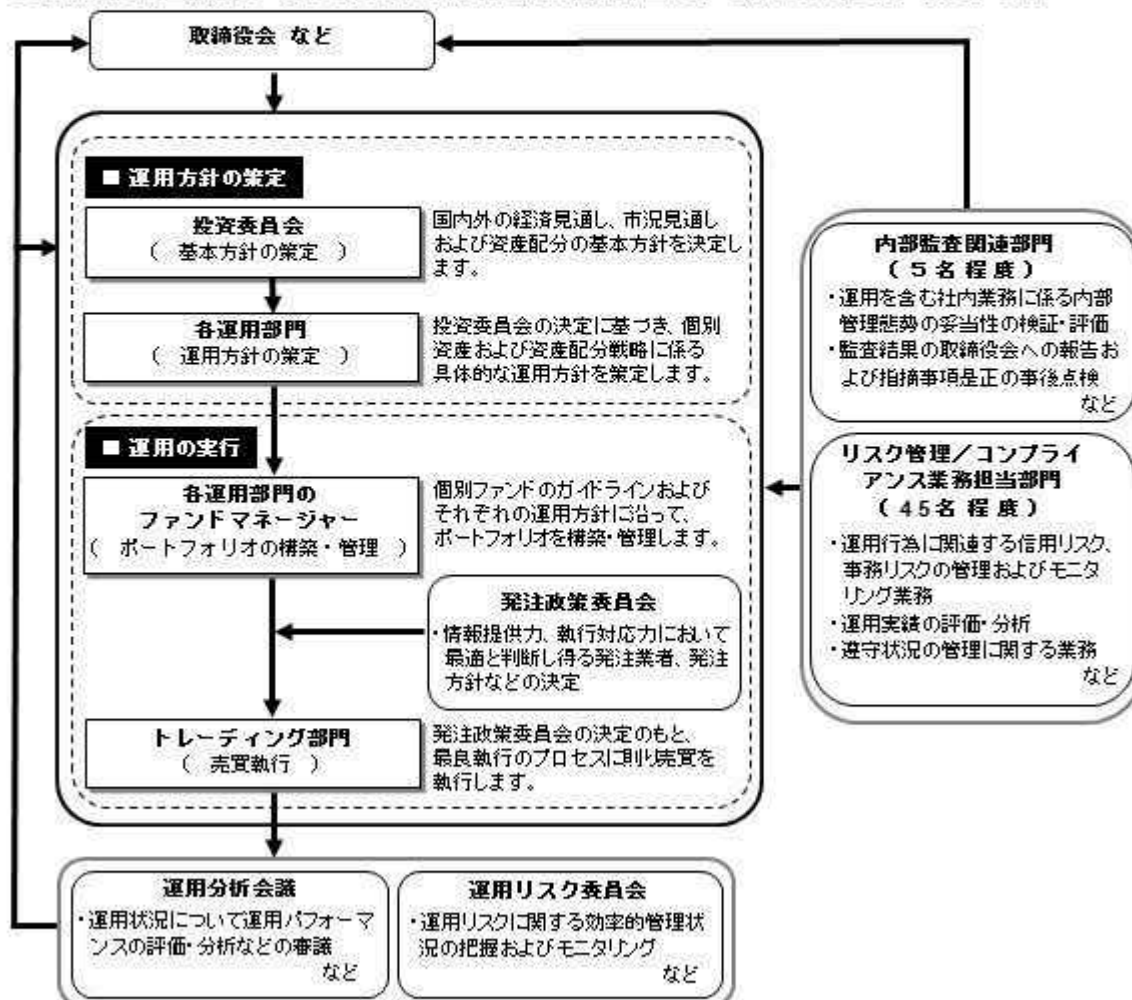 取締役会 など
■ 運用方針の策定
投資委員会
（ 基本方針の策定 ）
国内外の経済見通し、市況見通し
および資産配分の基本方針を決定し
ます。
各運用部門
（ 運用方針の策定 ）
投資委員会の決定に基づき、個別
資産および資産配分戦略に係る
具体的な運用方針を策定します。
■ 運用の実行
各運用部門の
ファンドマネージャー
（ ポートフォリオの構築・管理 ）
個別ファンドのガイドラインおよび
それぞれの運用方針に沿って、
ポートフォリオを構築・管理します。
発注政策委員会
・情報提供力、執行対応力において
最適と判断し得る発注業者、発注
方針などの決定
トレーディング部門
（ 売買執行 ）
発注政策委員会の決定のもと、
最良執行のプロセスに則り売買を
執行します。
内部監査関連部門
（５名程度）
・運用を含む社内業務に係る内部
管理態勢の妥当性の検証・評価
・監査結果の取締役会への報告お
よび指摘事項是正の事後点検
など
リスク管理／コンプライ
アンス業務担当部門
（４５名程度）
・運用行為に関連する信用リスク、
事務リスクの管理およびモニタ
リング業務
・運用実績の評価・分析
・遵守状況の管理に関する業務
など
運用分析会議
・運用状況について運用パフォーマ
ンスの評価・分析などの審議
など
運用リスク委員会
・運用リスクに関する効率的管理状
況の把握およびモニタリング
など